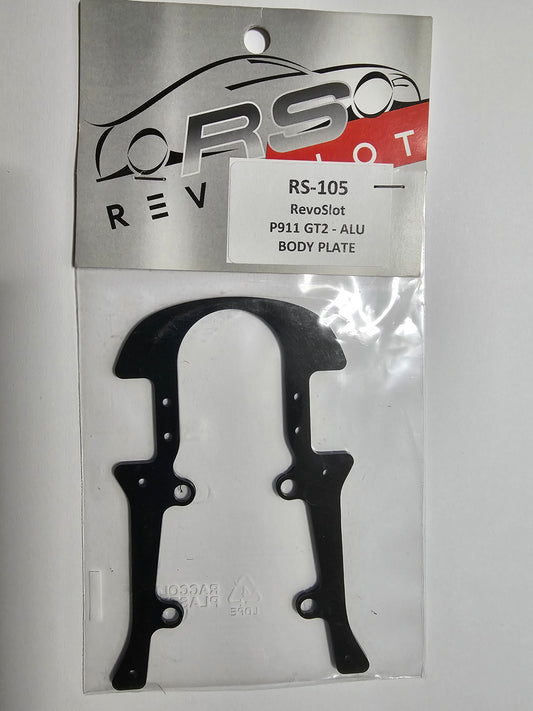 RS
REV LOT
RS-105
RevoSlot
P911 GT2 - ALU
BODY PLATE
RACCOL
PLAS
LDPE